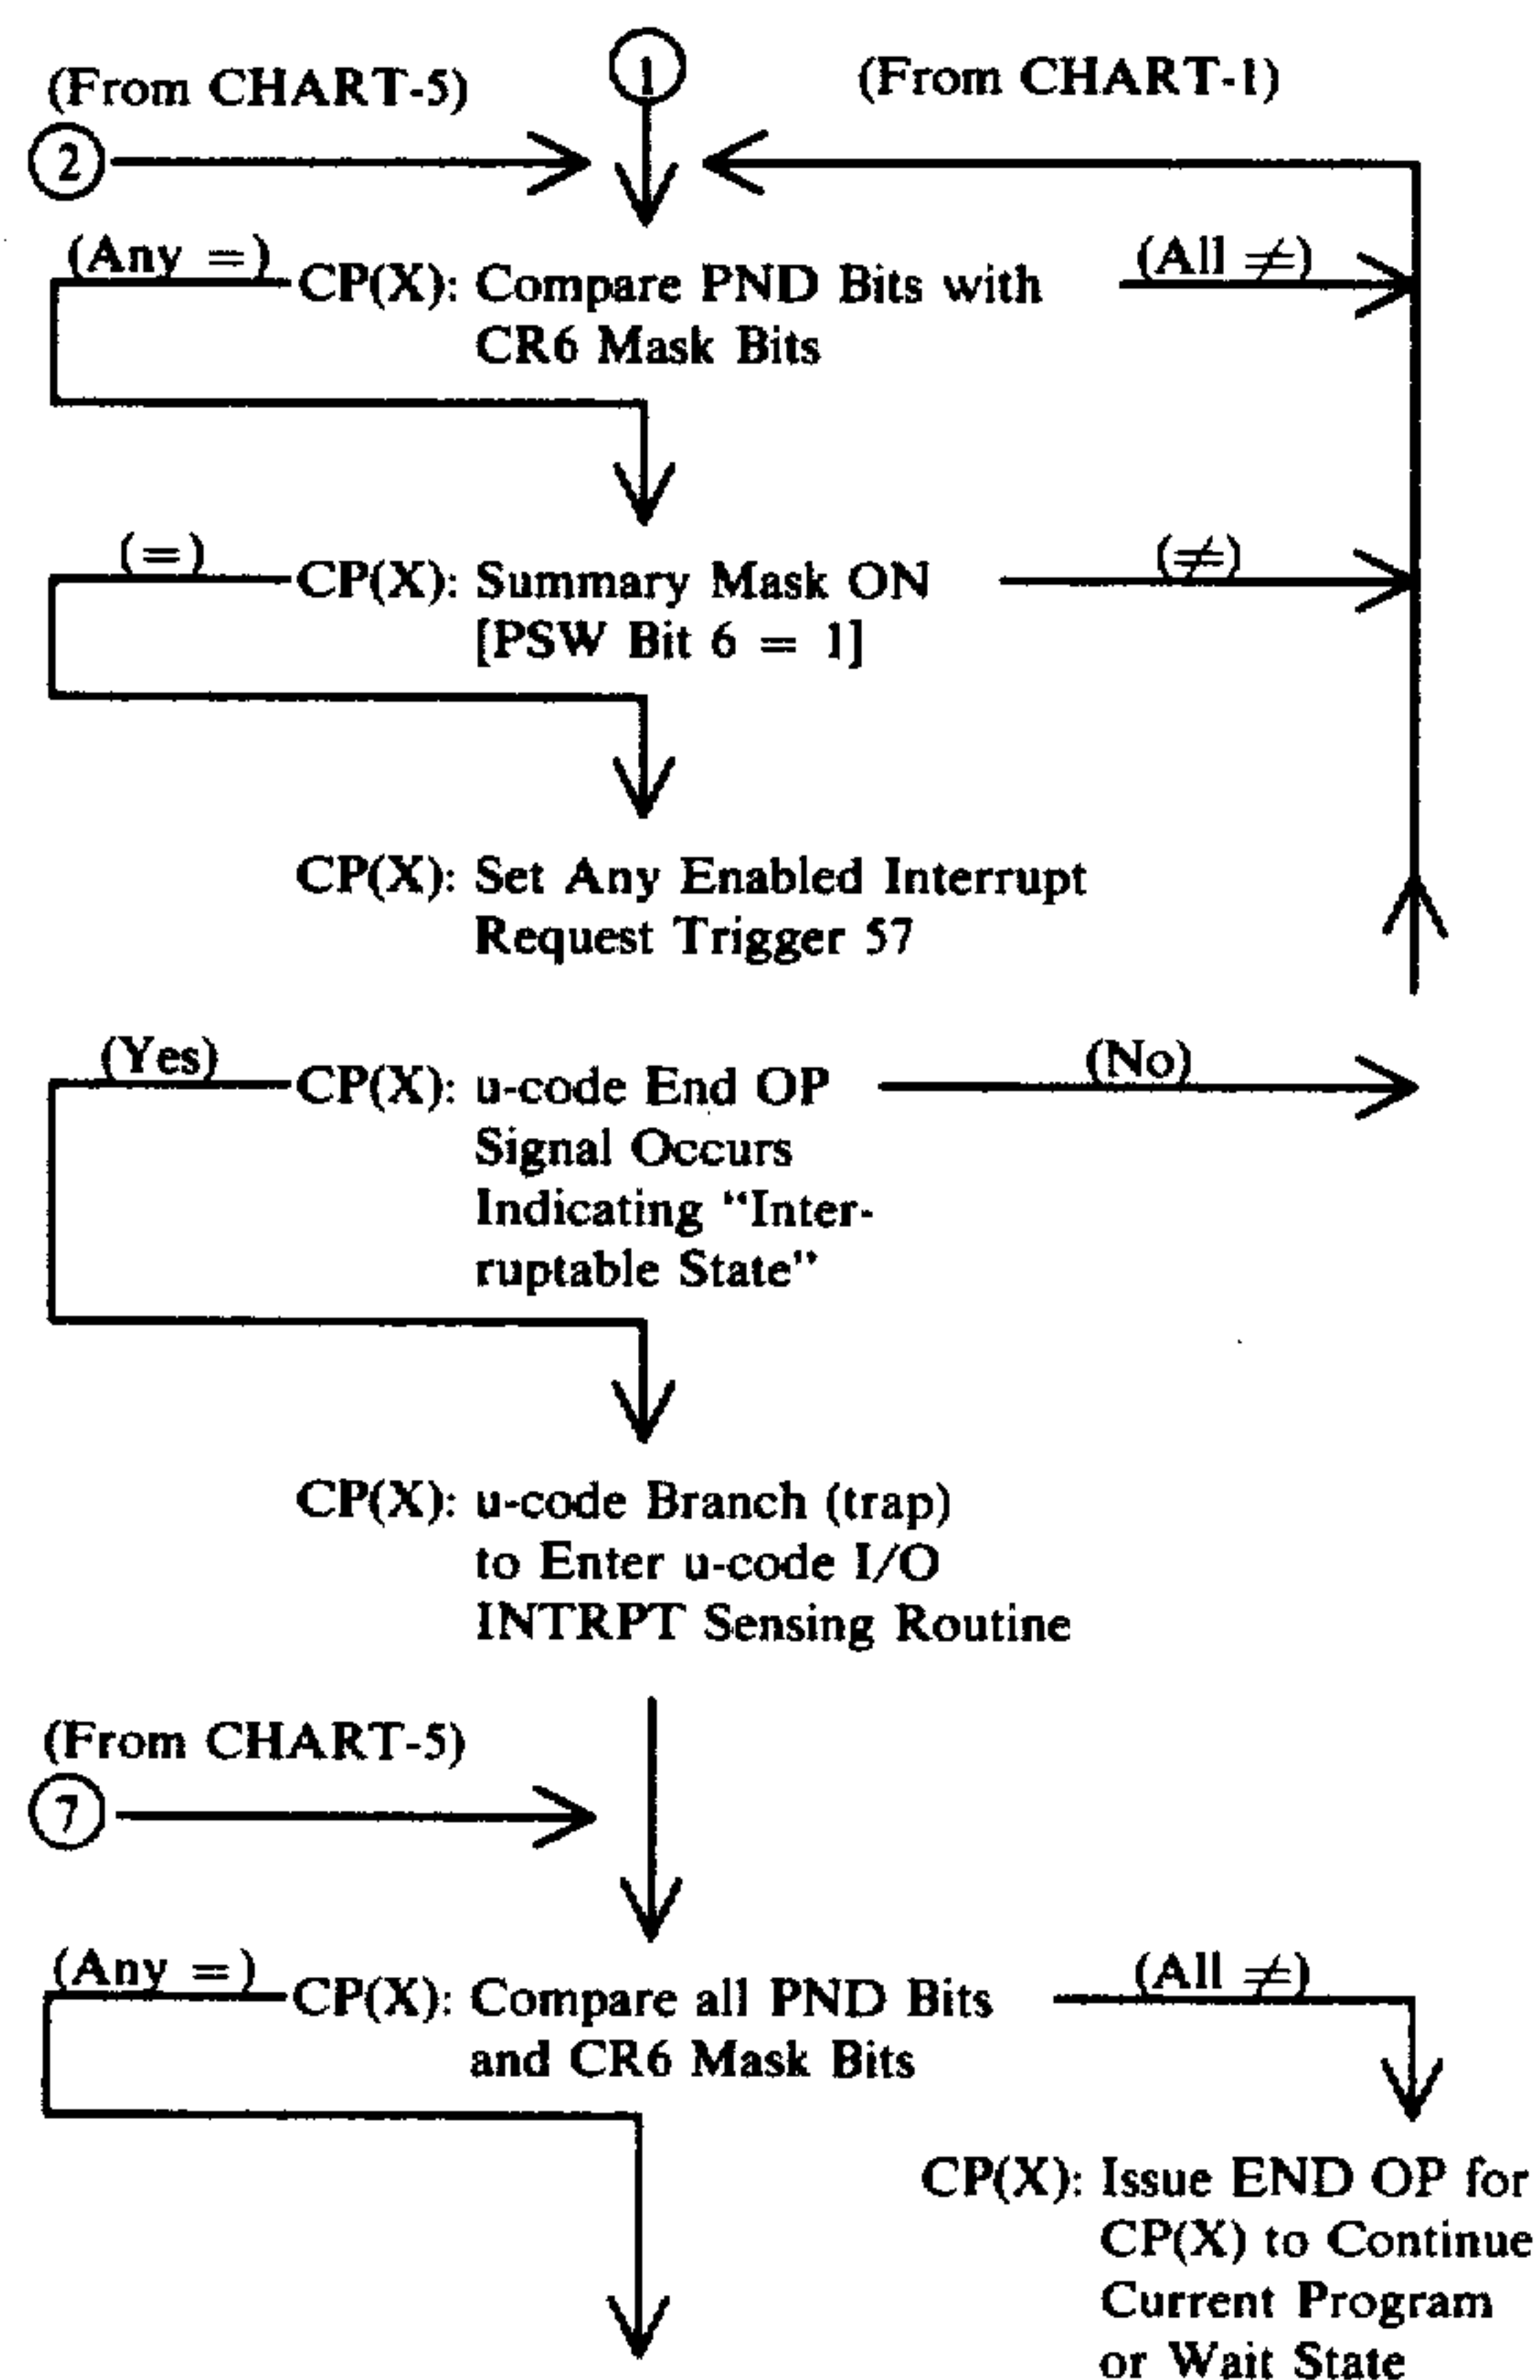 (From CHART-5) 1 (From CHART-1)
2
(Any =) CP(X): Compare PND Bits with (All ≠)
CR6 Mask Bits
(=) CP(X): Summary Mask ON (≠)
[PSW Bit 6 = 1]
CP(X): Set Any Enabled Interrupt
Request Trigger 57
(Yes) CP(X): u-code End OP (No)
Signal Occurs
Indicating "Inter-
ruptable State"
CP(X): u-code Branch (trap)
to Enter u-code I/O
INTRPT Sensing Routine
(From CHART-5)
7
(Any =) CP(X): Compare all PND Bits (All ≠)
and CR6 Mask Bits
CP(X): Issue END OP for
CP(X) to Continue
Current Program
or Wait State